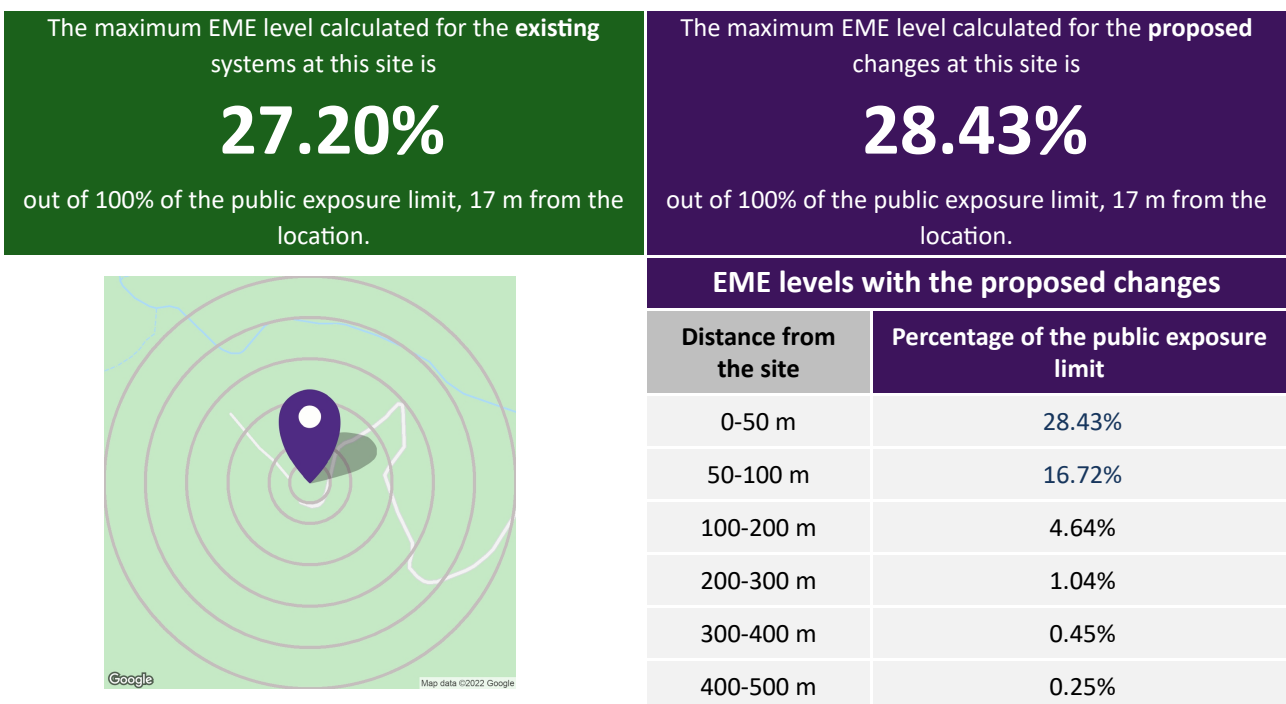 The maximum EME level calculated for the existing
systems at this site is
27.20%
out of 100% of the public exposure limit, 17 m from the
location.
The maximum EME level calculated for the proposed
changes at this site is
28.43%
out of 100% of the public exposure limit, 17 m from the
location.
Google
Map data ©2022 Google
EME levels with the proposed changes
Distance from
the site
Percentage of the public exposure
limit
0-50 m
28.43%
50-100 m
16.72%
100-200 m
4.64%
200-300 m
1.04%
300-400 m
0.45%
400-500 m
0.25%